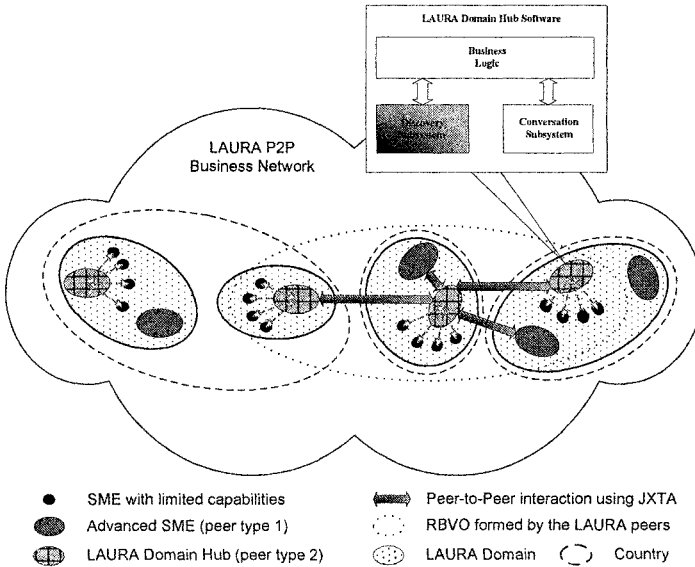 LAURA Domain Hub Software
Business
Logic
Discovery
Conversation
Subsystem
LAURA P2P
Business Network
SME with limited capabilities
Advanced SME (peer type 1)
LAURA Domain Hub (peer type 2)
Peer-to-Peer interaction using JXTA
RBVO formed by the LAURA peers
LAURA Domain
Country